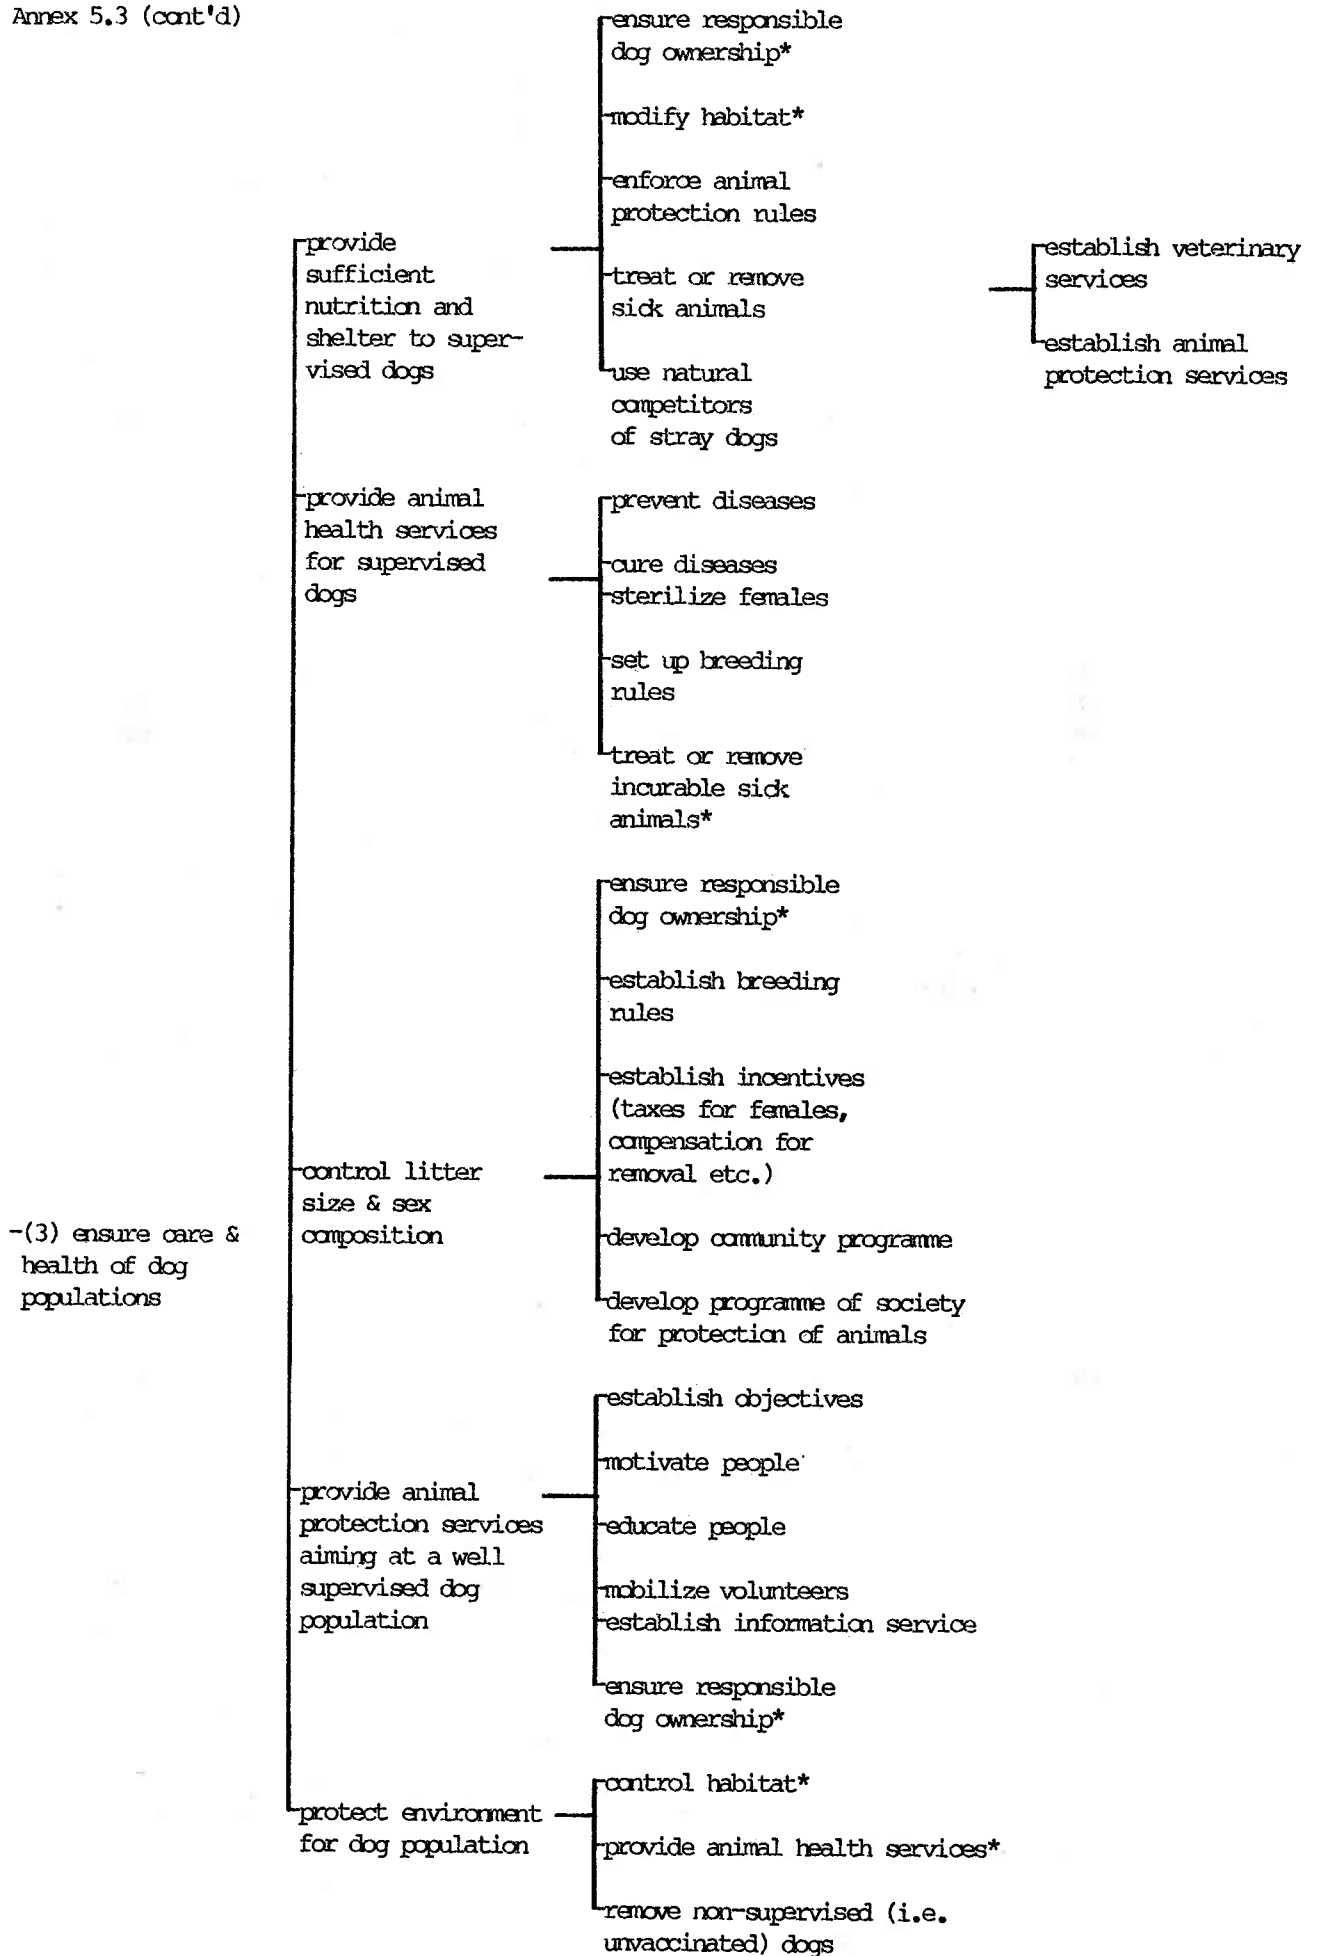 Annex 5.3 (cont'd)
ensure responsible
dog ownership*
modify habitat*
enforce animal
protection rules
provide
sufficient
nutrition and
shelter to super-
vised dogs
treat or remove
sick animals
establish veterinary
services
establish animal
protection services
use natural
competitors
of stray dogs
provide animal
health services
for supervised
dogs
prevent diseases
cure diseases
sterilize females
set up breeding
rules
treat or remove
incurable sick
animals*
ensure responsible
dog ownership*
establish breeding
rules
establish incentives
(taxes for females,
compensation for
removal etc.)
control litter
size & sex
composition
-(3) ensure care &
health of dog
populations
develop community programme
develop programme of society
for protection of animals
establish objectives
motivate people
provide animal
protection services
aiming at a well
supervised dog
population
educate people
mobilize volunteers
establish information service
ensure responsible
dog ownership*
protect environment
for dog population
control habitat*
provide animal health services*
remove non-supervised (i.e.
unvaccinated) dogs